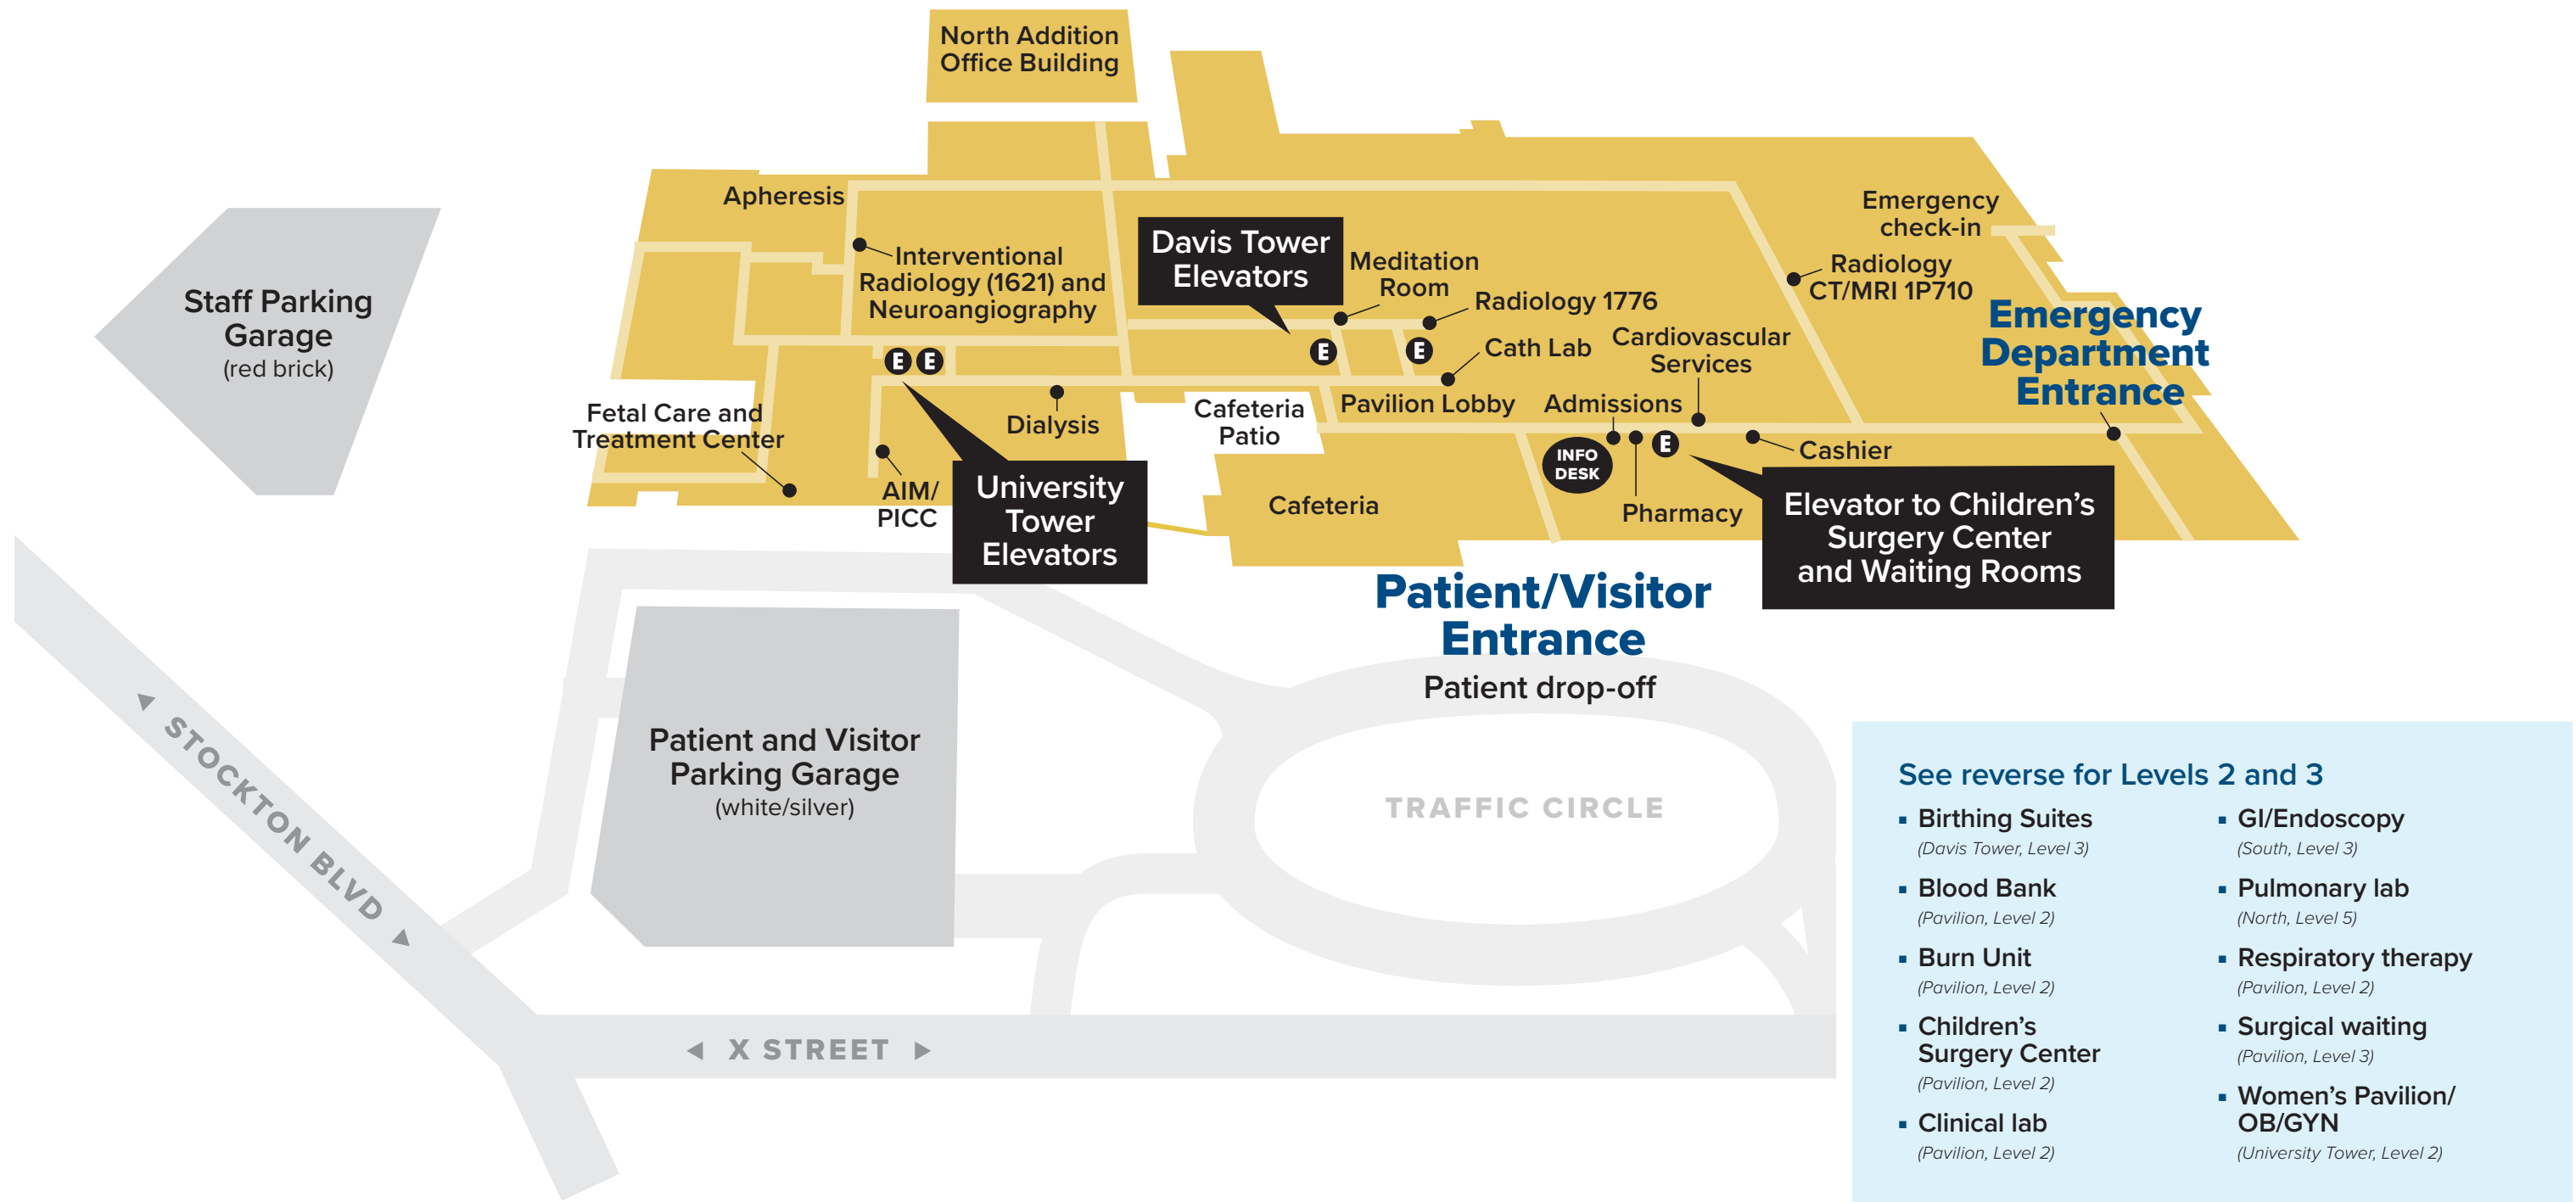 North Addition
Office Building
Apheresis
Interventional
Radiology (1621) and
Neuroangiography
Davis Tower
Elevators
Meditation
Room
Radiology 1776
Cath Lab
Cardiovascular
Services
Emergency
check-in
Radiology
CT/MRI 1P710
Emergency
Department
Entrance
Staff Parking
Garage
(red brick)
E
E
E
E
Fetal Care and
Treatment Center
Dialysis
Cafeteria
Patio
Pavilion Lobby
Admissions
INFO
DESK
E
Cashier
AIM/
PICC
University
Tower
Elevators
Cafeteria
Pharmacy
Elevator to Children's
Surgery Center
and Waiting Rooms
Patient/Visitor
Entrance
Patient drop-off
Patient and Visitor
Parking Garage
(white/silver)
TRAFFIC CIRCLE
◄ STOCKTON BLVD ►
◄ X STREET ►
See reverse for Levels 2 and 3
▪ Birthing Suites
(Davis Tower, Level 3)
▪ Blood Bank
(Pavilion, Level 2)
▪ Burn Unit
(Pavilion, Level 2)
▪ Children's
Surgery Center
(Pavilion, Level 2)
▪ Clinical lab
(Pavilion, Level 2)
▪ GI/Endoscopy
(South, Level 3)
▪ Pulmonary lab
(North, Level 5)
▪ Respiratory therapy
(Pavilion, Level 2)
▪ Surgical waiting
(Pavilion, Level 3)
▪ Women's Pavilion/
OB/GYN
(University Tower, Level 2)